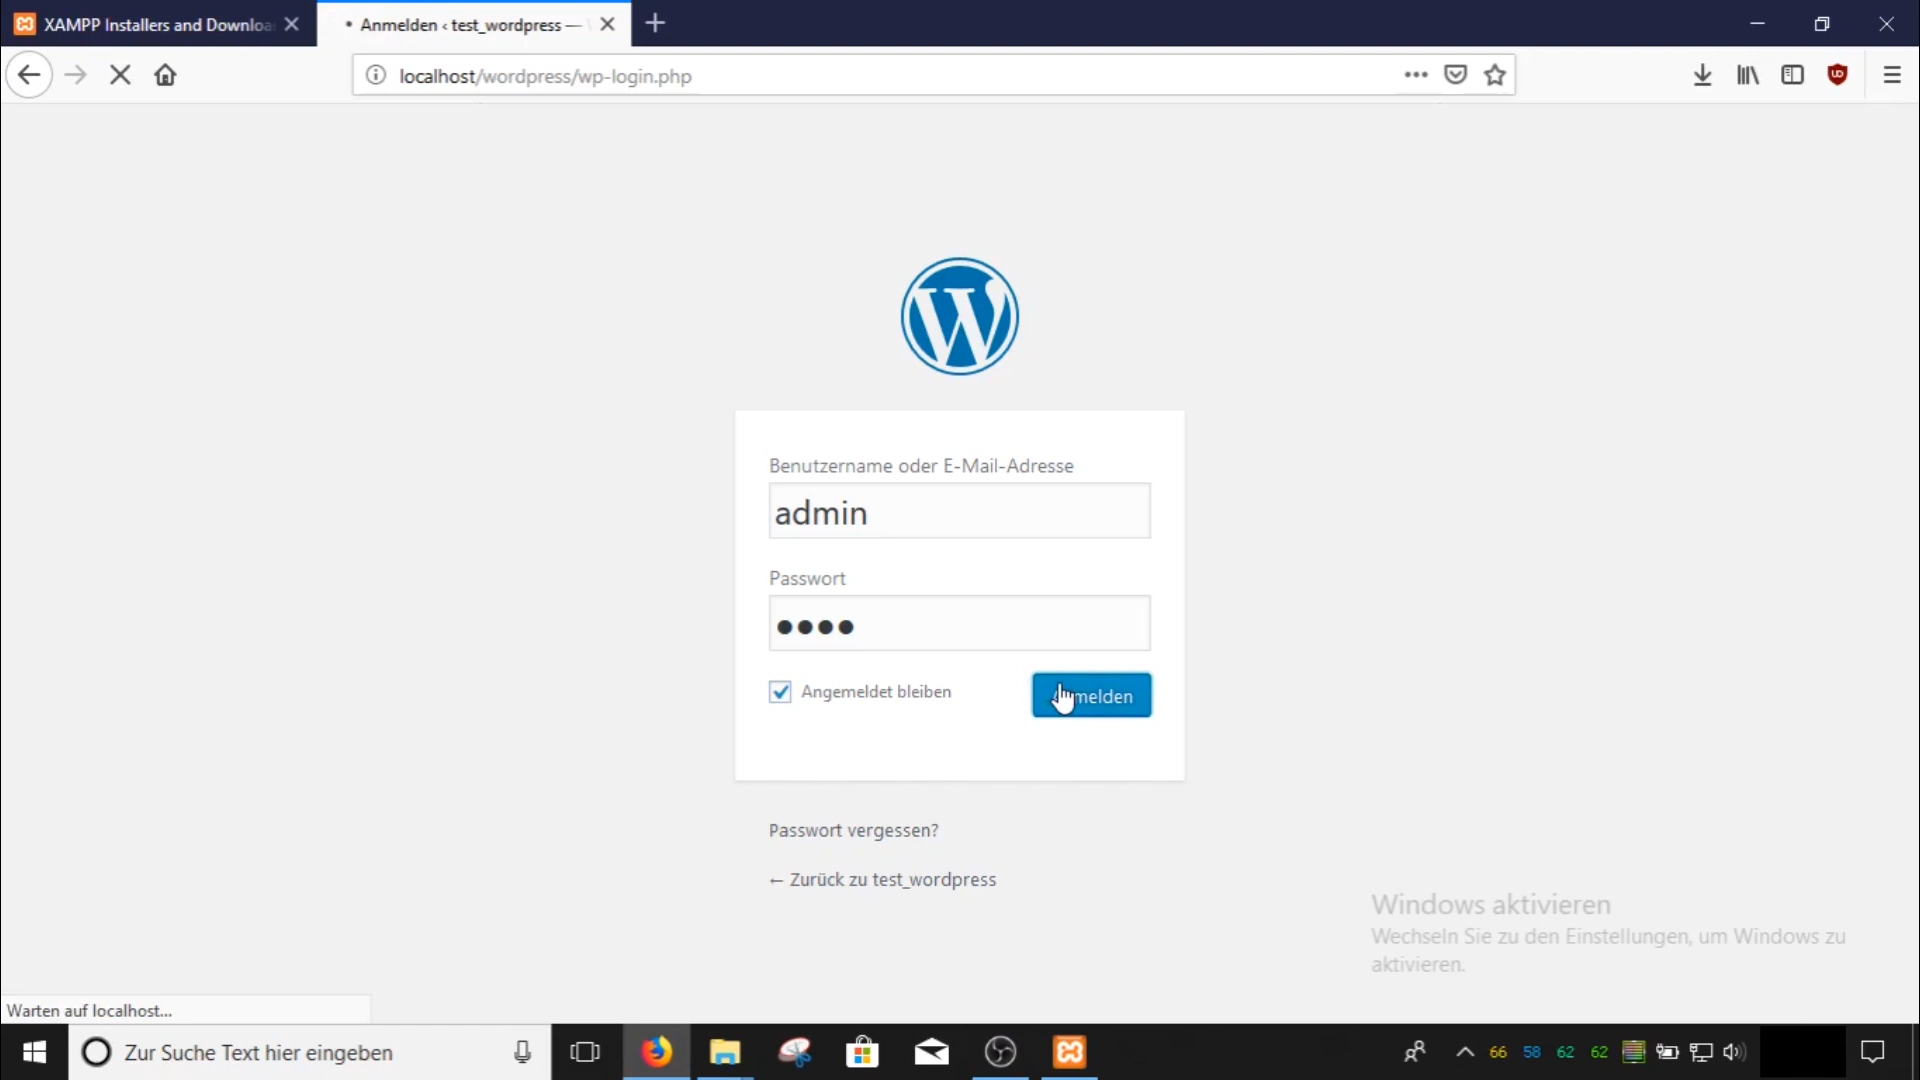 XAMPP Installers and Downloa
• Anmelden ‹ test_wordpress —
localhost/wordpress/wp-login.php
Benutzername oder E-Mail-Adresse
admin
Passwort
Angemeldet bleiben
Anmelden
Passwort vergessen?
← Zurück zu test_wordpress
Windows aktivieren
Wechseln Sie zu den Einstellungen, um Windows zu
aktivieren.
Warten auf localhost...
Zur Suche Text hier eingeben
66 58 62 62